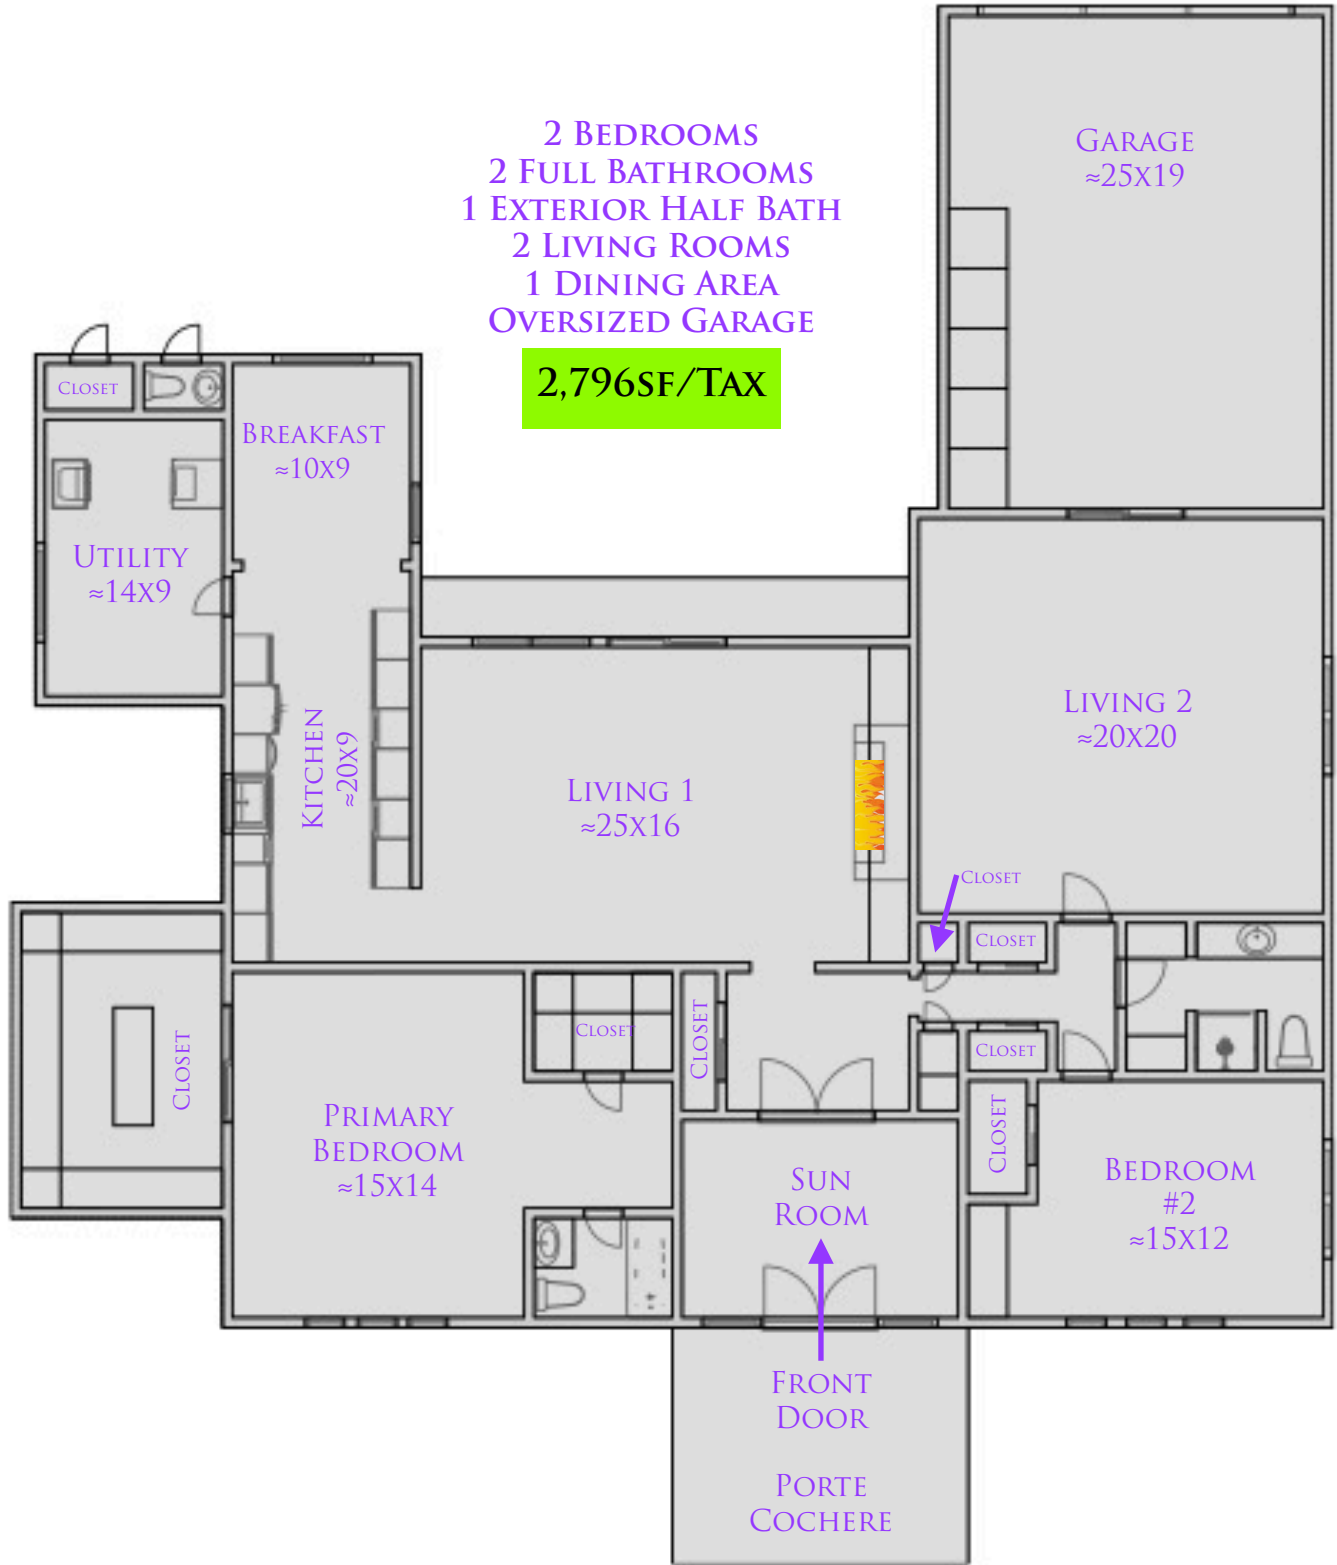 2 Bedrooms
2 Full Bathrooms
1 Exterior Half Bath
2 Living Rooms
1 Dining Area
Oversized Garage
2,796sf/Tax
Garage
≈25x19
Closet
Breakfast
≈10x9
Utility
≈14x9
Kitchen
≈20x9
Living 1
≈25x16
Living 2
≈20x20
Closet
Closet
Closet
Closet
Closet
Closet
Closet
Primary
Bedroom
≈15x14
Sun
Room
Bedroom
#2
≈15x12
Front
Door
Porte
Cochere